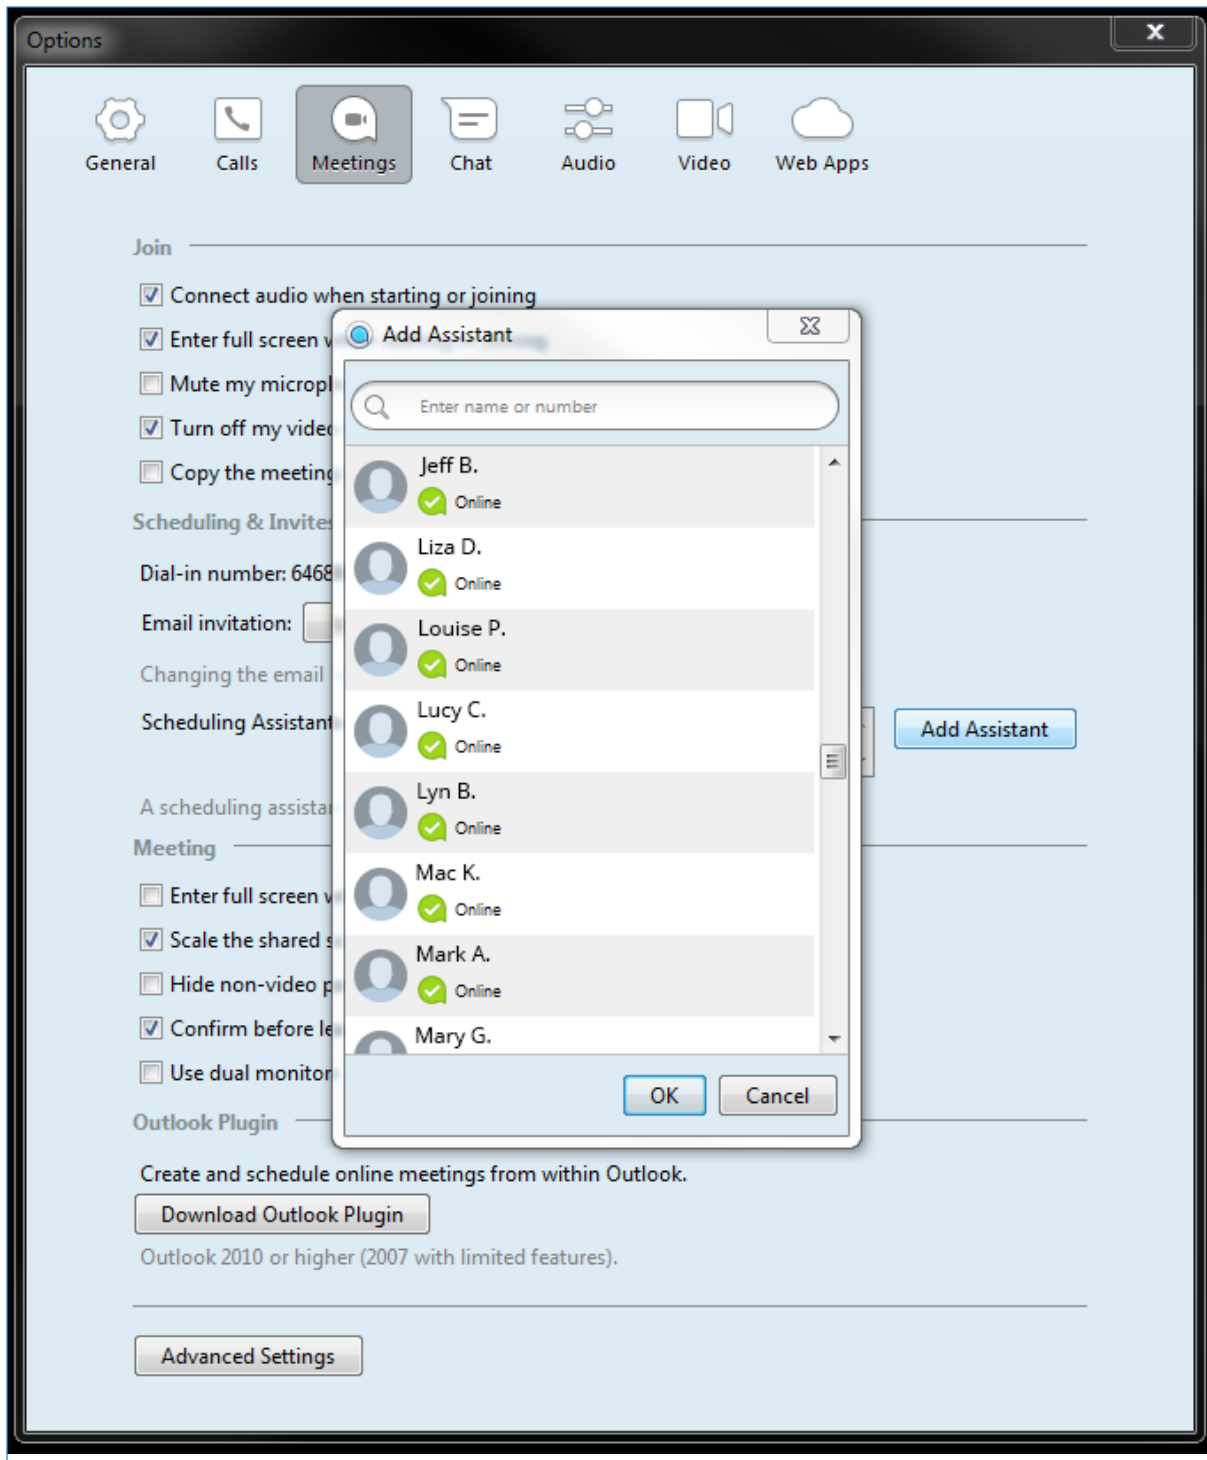 Options
x
General
Calls
Meetings
Chat
Audio
Video
Web Apps
Join
Connect audio when starting or joining
Enter full screen
Mute my
Turn off my
Copy the meeting
Scheduling &
Dial-in number: 6468
Email invitation:
Changing the email
Scheduling Assistant
Add Assistant
A scheduling
Meeting
Enter full screen
Scale the shared
Hide non-video
Confirm before
Use dual monitor
Outlook Plugin
Create and schedule online meetings from within Outlook.
Download Outlook Plugin
Outlook 2010 or higher (2007 with limited features).
Advanced Settings
Add Assistant
Enter name or number
Jeff B.
Online
Liza D.
Online
Louise P.
Online
Lucy C.
Online
Lyn B.
Online
Mac K.
Online
Mark A.
Online
Mary G.
OK
Cancel